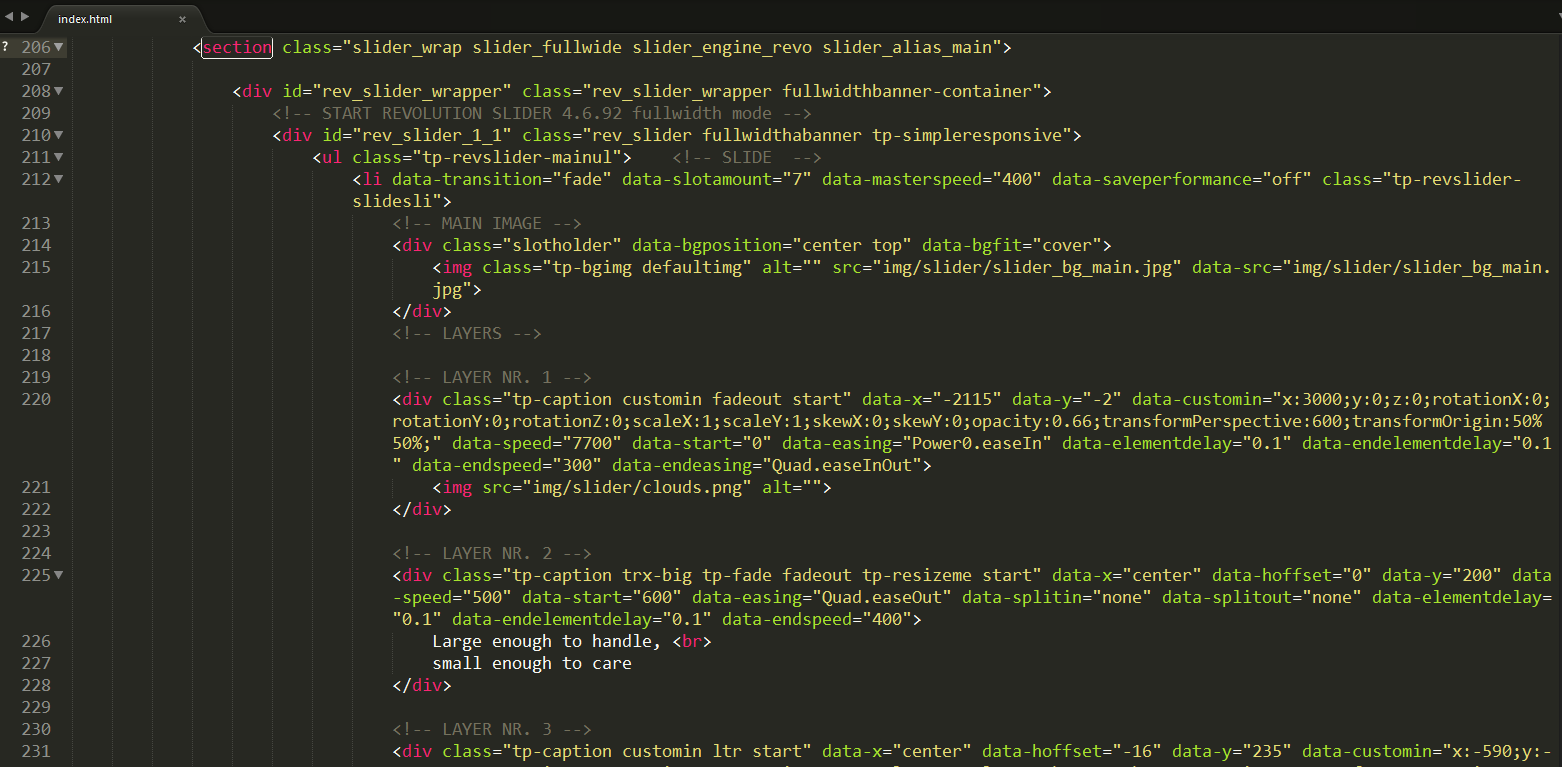 index.html ×
? 206 <section class="slider_wrap slider_fullwide slider_engine_revo slider_alias_main">
207
208 <div id="rev_slider_wrapper" class="rev_slider_wrapper fullwidthbanner-container">
209 <!-- START REVOLUTION SLIDER 4.6.92 fullwidth mode -->
210 <div id="rev_slider_1_1" class="rev_slider fullwidthabanner tp-simpleresponsive">
211 <ul class="tp-revslider-mainul"> <!-- SLIDE -->
212 <li data-transition="fade" data-slotamount="7" data-masterspeed="400" data-saveperformance="off" class="tp-revslider-
slidesli">
213 <!-- MAIN IMAGE -->
214 <div class="slotholder" data-bgposition="center top" data-bgfit="cover">
215 <img class="tp-bgimg defaultimg" alt="" src="img/slider/slider_bg_main.jpg" data-src="img/slider/slider_bg_main.
jpg">
216 </div>
217 <!-- LAYERS -->
218
219 <!-- LAYER NR. 1 -->
220 <div class="tp-caption customin fadeout start" data-x="-2115" data-y="-2" data-customin="x:3000;y:0;z:0;rotationX:0;
rotationY:0;rotationZ:0;scaleX:1;scaleY:1;skewX:0;skewY:0;opacity:0.66;transformPerspective:600;transformOrigin:50%
50%;" data-speed="7700" data-start="0" data-easing="Power0.easeIn" data-elementdelay="0.1" data-endelementdelay="0.1
" data-endspeed="300" data-endeasing="Quad.easeInOut">
221 <img src="img/slider/clouds.png" alt="">
222 </div>
223
224 <!-- LAYER NR. 2 -->
225 <div class="tp-caption trx-big tp-fade fadeout tp-resizeme start" data-x="center" data-hoffset="0" data-y="200" data
-speed="500" data-start="600" data-easing="Quad.easeOut" data-splitin="none" data-splitout="none" data-elementdelay=
"0.1" data-endelementdelay="0.1" data-endspeed="400">
226 Large enough to handle, <br>
227 small enough to care
228 </div>
229
230 <!-- LAYER NR. 3 -->
231 <div class="tp-caption customin ltr start" data-x="center" data-hoffset="-16" data-y="235" data-customin="x:-590;y:-